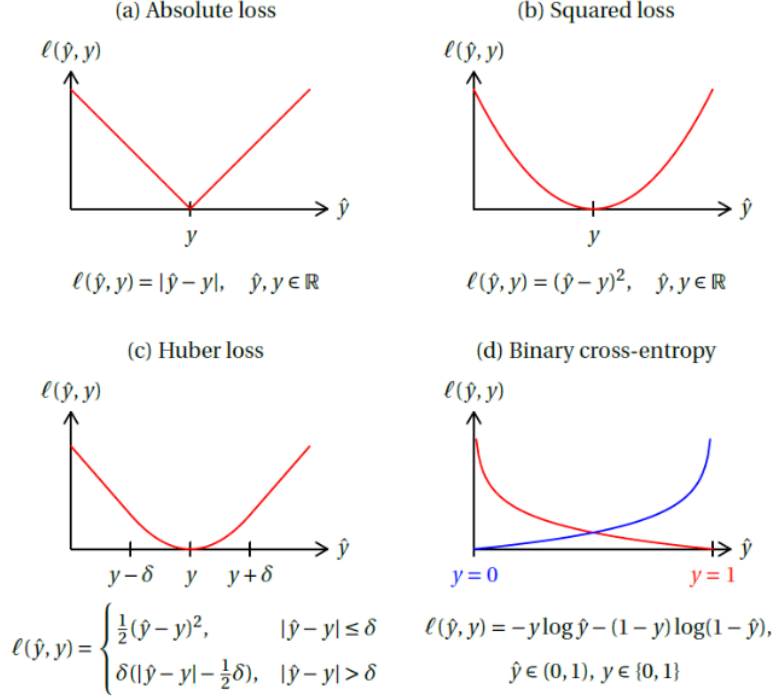 (a) Absolute loss
ℓ(ŷ, y)
ŷ
y
ℓ(ŷ, y) = |ŷ − y|, ŷ, y ∈ ℝ
(b) Squared loss
ℓ(ŷ, y)
ŷ
y
ℓ(ŷ, y) = (ŷ − y)², ŷ, y ∈ ℝ
(c) Huber loss
ℓ(ŷ, y)
ŷ
y − δ y y + δ
ℓ(ŷ, y) = { ½(ŷ − y)², |ŷ − y| ≤ δ
δ(|ŷ − y| − ½δ), |ŷ − y| > δ
(d) Binary cross-entropy
ℓ(ŷ, y)
ŷ
y = 0 y = 1
ℓ(ŷ, y) = −y log ŷ − (1 − y) log(1 − ŷ),
ŷ ∈ (0, 1), y ∈ {0, 1}